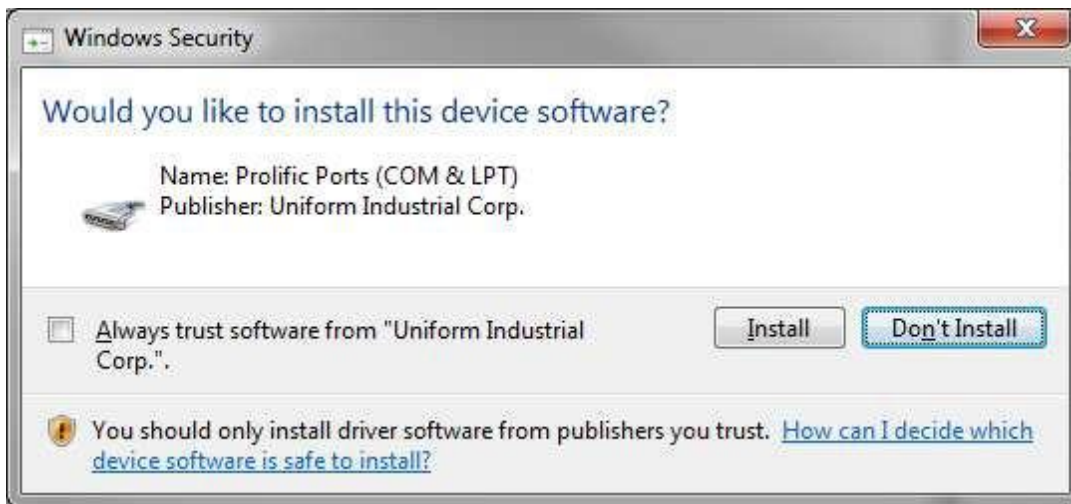 Windows Security
Would you like to install this device software?
Name: Prolific Ports (COM & LPT)
Publisher: Uniform Industrial Corp.
Always trust software from "Uniform Industrial
Corp.".
Install
Don't Install
You should only install driver software from publishers you trust. How can I decide which
device software is safe to install?